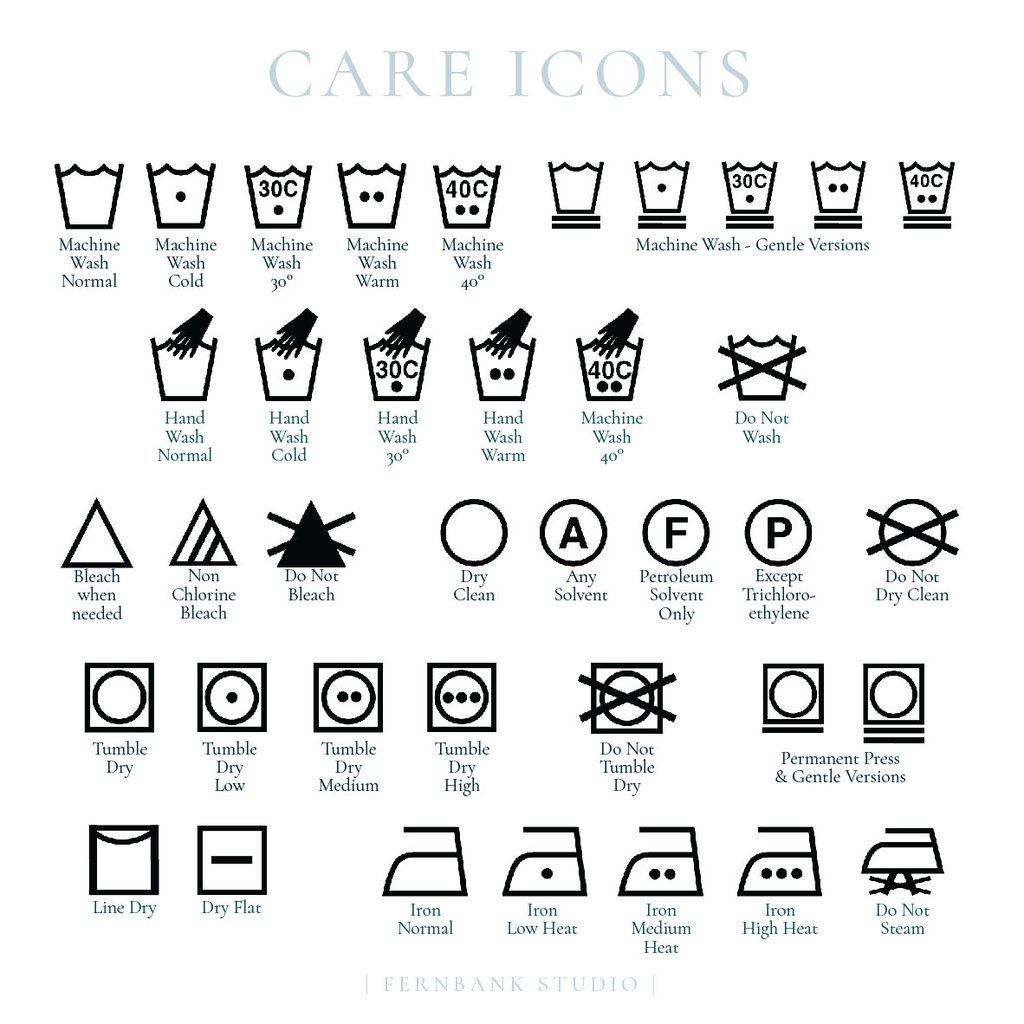 CARE ICONS
30C
40C
30C
40C
Machine
Wash
Normal
Machine
Wash
Cold
Machine
Wash
30°
Machine
Wash
Warm
Machine
Wash
40°
Machine Wash - Gentle Versions
30C
40C
Hand
Wash
Normal
Hand
Wash
Cold
Hand
Wash
30°
Hand
Wash
Warm
Machine
Wash
40°
Do Not
Wash
A
F
P
Bleach
when
needed
Non
Chlorine
Bleach
Do Not
Bleach
Dry
Clean
Any
Solvent
Petroleum
Solvent
Only
Except
Trichloro-
ethylene
Do Not
Dry Clean
Tumble
Dry
Tumble
Dry
Low
Tumble
Dry
Medium
Tumble
Dry
High
Do Not
Tumble
Dry
Permanent Press
& Gentle Versions
Line Dry
Dry Flat
Iron
Normal
Iron
Low Heat
Iron
Medium
Heat
Iron
High Heat
Do Not
Steam
| FERNBANK STUDIO |